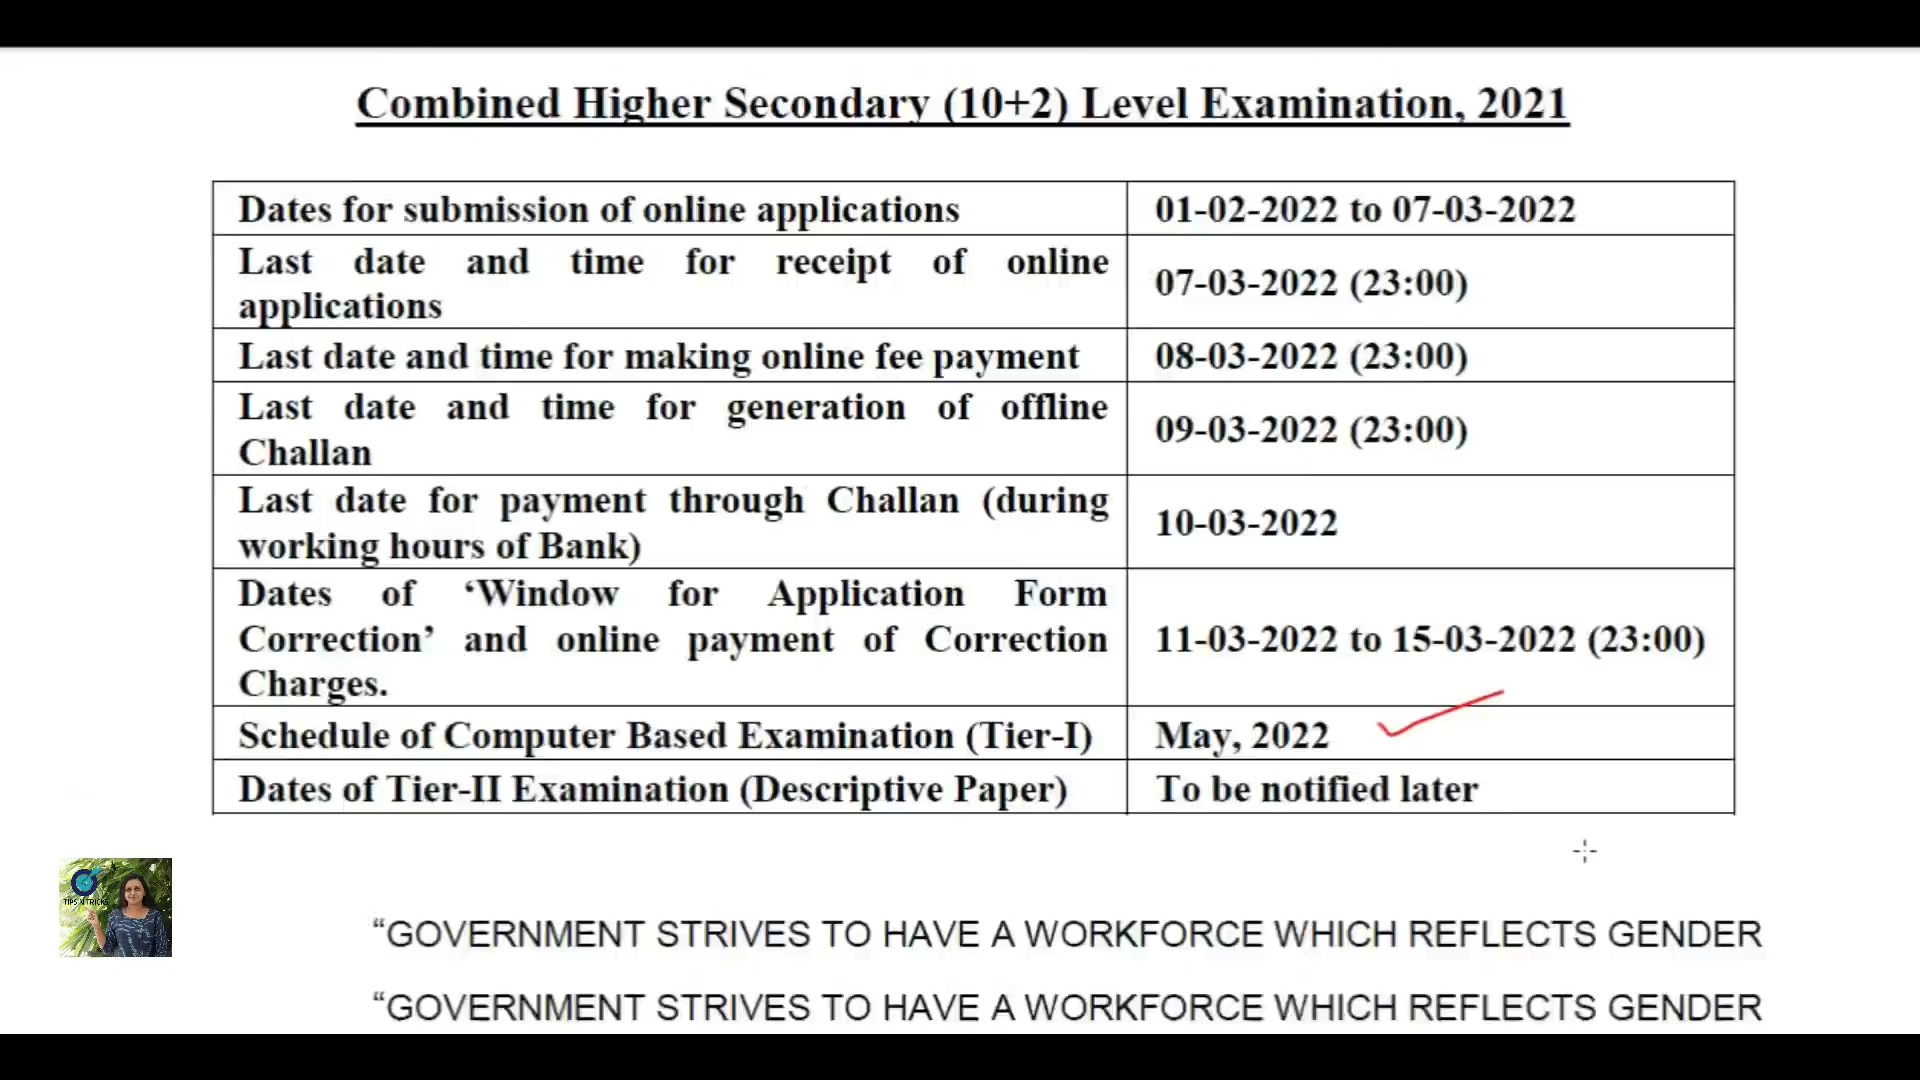 Combined Higher Secondary (10+2) Level Examination, 2021
Dates for submission of online applications 01-02-2022 to 07-03-2022
Last date and time for receipt of online
applications
07-03-2022 (23:00)
Last date and time for making online fee payment 08-03-2022 (23:00)
Last date and time for generation of offline
Challan
09-03-2022 (23:00)
Last date for payment through Challan (during
working hours of Bank)
10-03-2022
Dates of ‘Window for Application Form
Correction’ and online payment of Correction
Charges.
11-03-2022 to 15-03-2022 (23:00)
Schedule of Computer Based Examination (Tier-I) May, 2022
Dates of Tier-II Examination (Descriptive Paper) To be notified later
TIPS N TRICKS
“GOVERNMENT STRIVES TO HAVE A WORKFORCE WHICH REFLECTS GENDER
“GOVERNMENT STRIVES TO HAVE A WORKFORCE WHICH REFLECTS GENDER